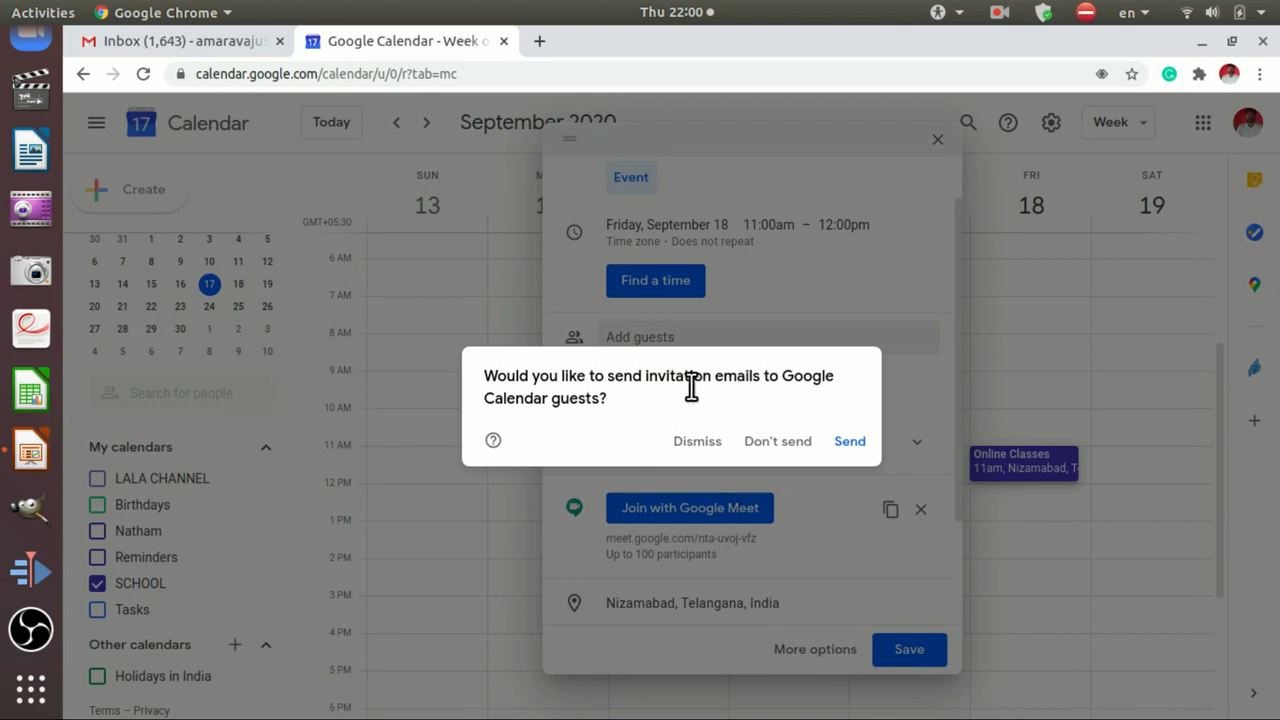 Activities
Google Chrome
Thu 22:00
en
Inbox (1,643) - amaravaju
Google Calendar - Week o
calendar.google.com/calendar/u/0/r?tab=mc
17
Calendar
Today
September 2020
Week
Create
30 31 1 2 3 4 5
6 7 8 9 10 11 12
13 14 15 16 17 18 19
20 21 22 23 24 25 26
27 28 29 30 1 2 3
4 5 6 7 8 9 10
Search for people
My calendars
LALA CHANNEL
Birthdays
Natham
Reminders
SCHOOL
Tasks
Other calendars
Holidays in India
Terms – Privacy
GMT+05:30
SUN
13
FRI
18
SAT
19
6 AM
7 AM
8 AM
9 AM
10 AM
11 AM
12 PM
1 PM
2 PM
3 PM
4 PM
5 PM
6 PM
Event
Friday, September 18 11:00am – 12:00pm
Time zone · Does not repeat
Find a time
Add guests
Would you like to send invitation emails to Google
Calendar guests?
Dismiss
Don't send
Send
Join with Google Meet
meet.google.com/nta-uvoj-vfz
Up to 100 participants
Nizamabad, Telangana, India
More options
Save
Online Classes
11am, Nizamabad, T